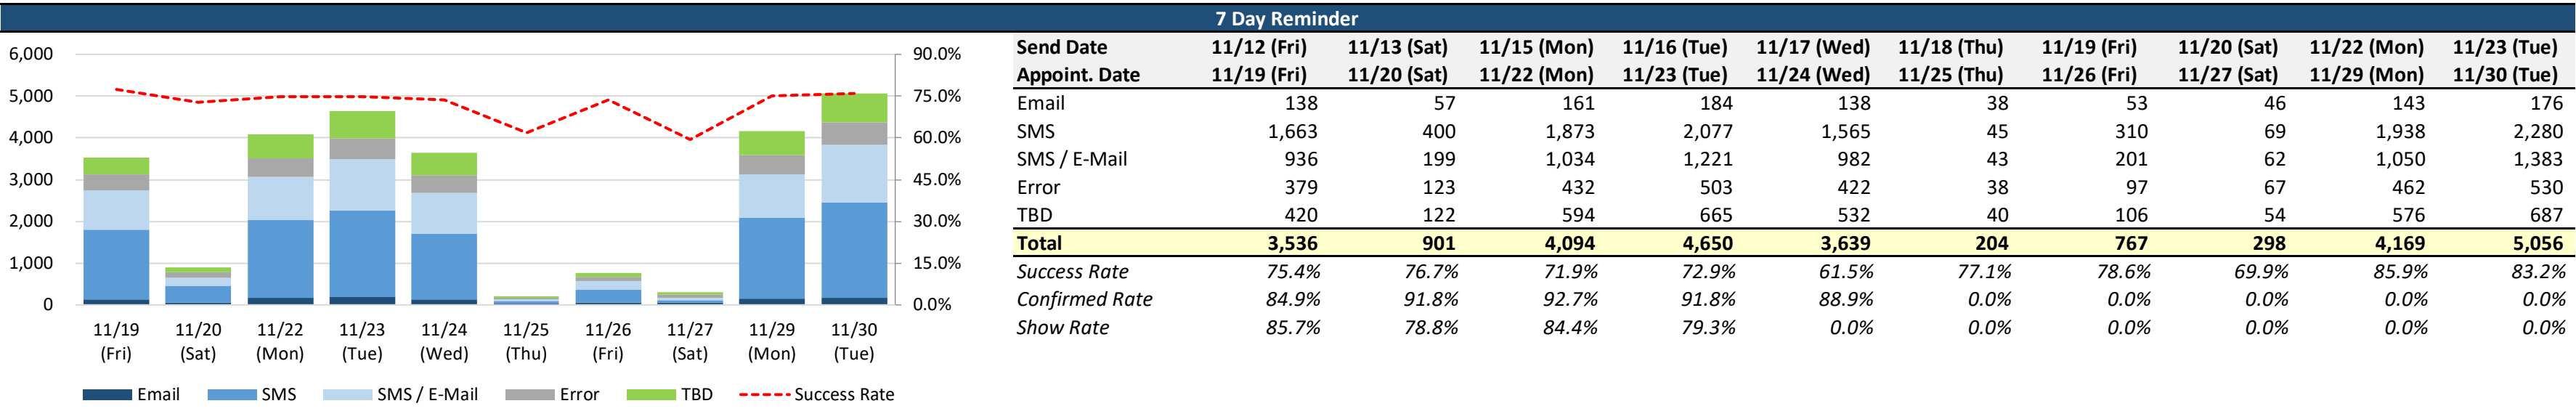 7 Day Reminder
6,000
5,000
4,000
3,000
2,000
1,000
0
90.0%
75.0%
60.0%
45.0%
30.0%
15.0%
0.0%
11/19 11/20 11/22 11/23 11/24 11/25 11/26 11/27 11/29 11/30
(Fri) (Sat) (Mon) (Tue) (Wed) (Thu) (Fri) (Sat) (Mon) (Tue)
Email SMS SMS / E-Mail Error TBD Success Rate
Send Date 11/12 (Fri) 11/13 (Sat) 11/15 (Mon) 11/16 (Tue) 11/17 (Wed) 11/18 (Thu) 11/19 (Fri) 11/20 (Sat) 11/22 (Mon) 11/23 (Tue)
Appoint. Date 11/19 (Fri) 11/20 (Sat) 11/22 (Mon) 11/23 (Tue) 11/24 (Wed) 11/25 (Thu) 11/26 (Fri) 11/27 (Sat) 11/29 (Mon) 11/30 (Tue)
Email 138 57 161 184 138 38 53 46 143 176
SMS 1,663 400 1,873 2,077 1,565 45 310 69 1,938 2,280
SMS / E-Mail 936 199 1,034 1,221 982 43 201 62 1,050 1,383
Error 379 123 432 503 422 38 97 67 462 530
TBD 420 122 594 665 532 40 106 54 576 687
Total 3,536 901 4,094 4,650 3,639 204 767 298 4,169 5,056
Success Rate 75.4% 76.7% 71.9% 72.9% 61.5% 77.1% 78.6% 69.9% 85.9% 83.2%
Confirmed Rate 84.9% 91.8% 92.7% 91.8% 88.9% 0.0% 0.0% 0.0% 0.0% 0.0%
Show Rate 85.7% 78.8% 84.4% 79.3% 0.0% 0.0% 0.0% 0.0% 0.0% 0.0%